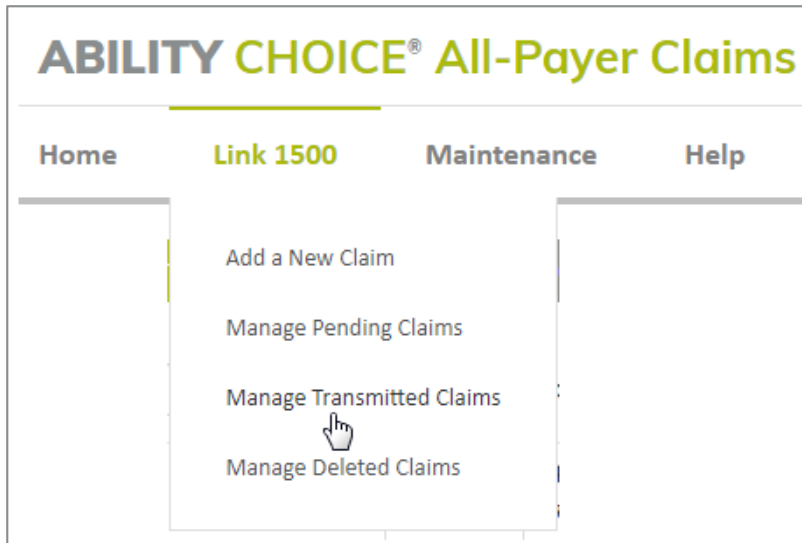 ABILITY CHOICE® All-Payer Claims
Home Link 1500 Maintenance Help
Add a New Claim
Manage Pending Claims
Manage Transmitted Claims
Manage Deleted Claims